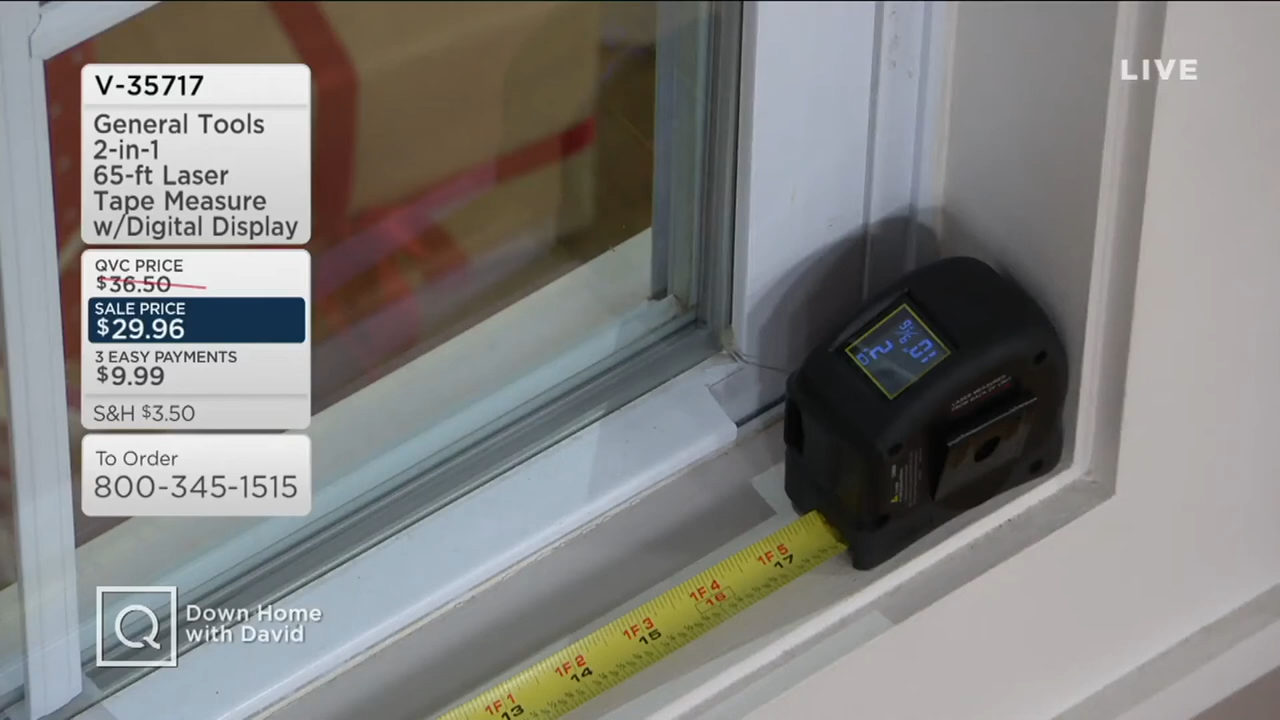 V-35717
General Tools
2-in-1
65-ft Laser
Tape Measure
w/Digital Display
QVC PRICE
$36.50
SALE PRICE
$29.96
3 EASY PAYMENTS
$9.99
S&H $3.50
To Order
800-345-1515
Q
Down Home
with David
LIVE
1F1
13
1F2
14
1F3
15
1F4
16
1F5
17